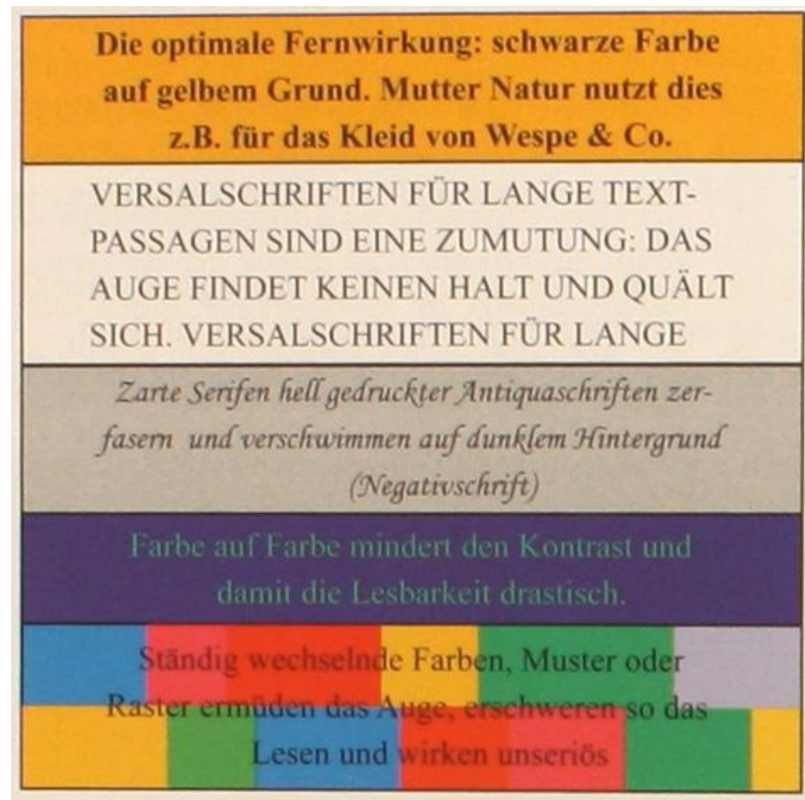 Die optimale Fernwirkung: schwarze Farbe
auf gelbem Grund. Mutter Natur nutzt dies
z.B. für das Kleid von Wespe & Co.
VERSALSCHRIFTEN FÜR LANGE TEXT-
PASSAGEN SIND EINE ZUMUTUNG: DAS
AUGE FINDET KEINEN HALT UND QUÄLT
SICH. VERSALSCHRIFTEN FÜR LANGE
Zarte Serifen hell gedruckter Antiquaschriften zer-
fasern und verschwimmen auf dunklem Hintergrund
(Negativschrift)
Farbe auf Farbe mindert den Kontrast und
damit die Lesbarkeit drastisch.
Ständig wechselnde Farben, Muster oder
Raster ermüden das Auge, erschweren so das
Lesen und wirken unseriös